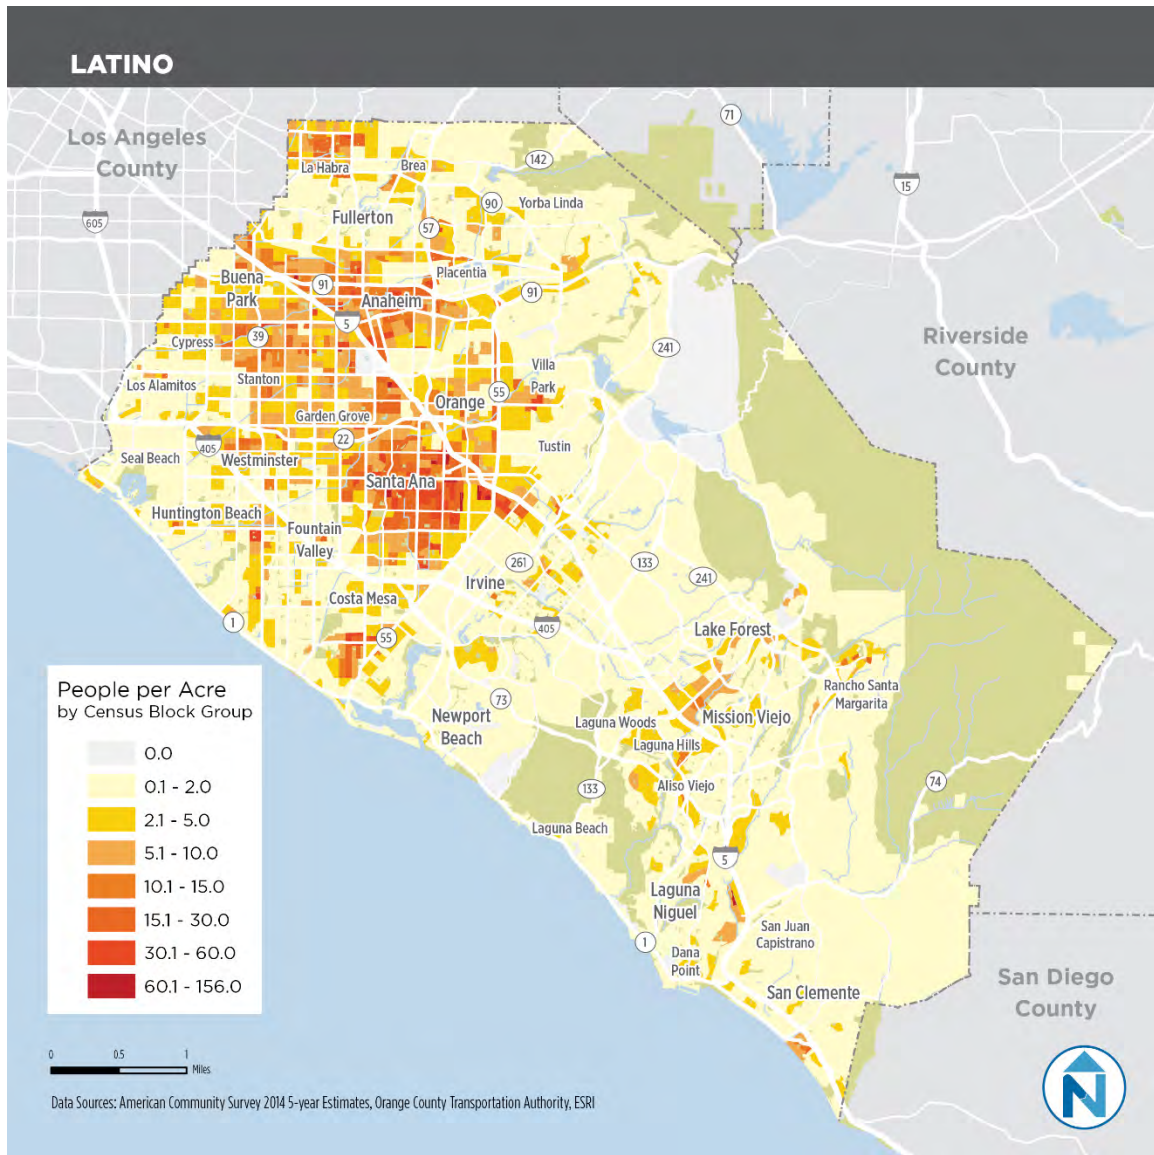 LATINO
Los Angeles
County
71
142
15
La Habra
Brea
605
90
Yorba Linda
Fullerton
57
Placentia
Buena
Park
91
Anaheim
91
5
39
Cypress
241
Riverside
County
Villa
Park
Los Alamitos
Stanton
55
Orange
Garden Grove
22
405
Tustin
Seal Beach
Westminster
Santa Ana
Huntington Beach
Fountain
Valley
261
133
241
Irvine
Costa Mesa
1
55
405
Lake Forest
Rancho Santa
Margarita
73
Newport
Beach
Laguna Woods
Mission Viejo
Laguna Hills
133
Aliso Viejo
74
Laguna Beach
5
Laguna
Niguel
San Juan
Capistrano
1
Dana
Point
San Clemente
San Diego
County
People per Acre
by Census Block Group
0.0
0.1 - 2.0
2.1 - 5.0
5.1 - 10.0
10.1 - 15.0
15.1 - 30.0
30.1 - 60.0
60.1 - 156.0
0 0.5 1
Miles
N
Data Sources: American Community Survey 2014 5-year Estimates, Orange County Transportation Authority, ESRI